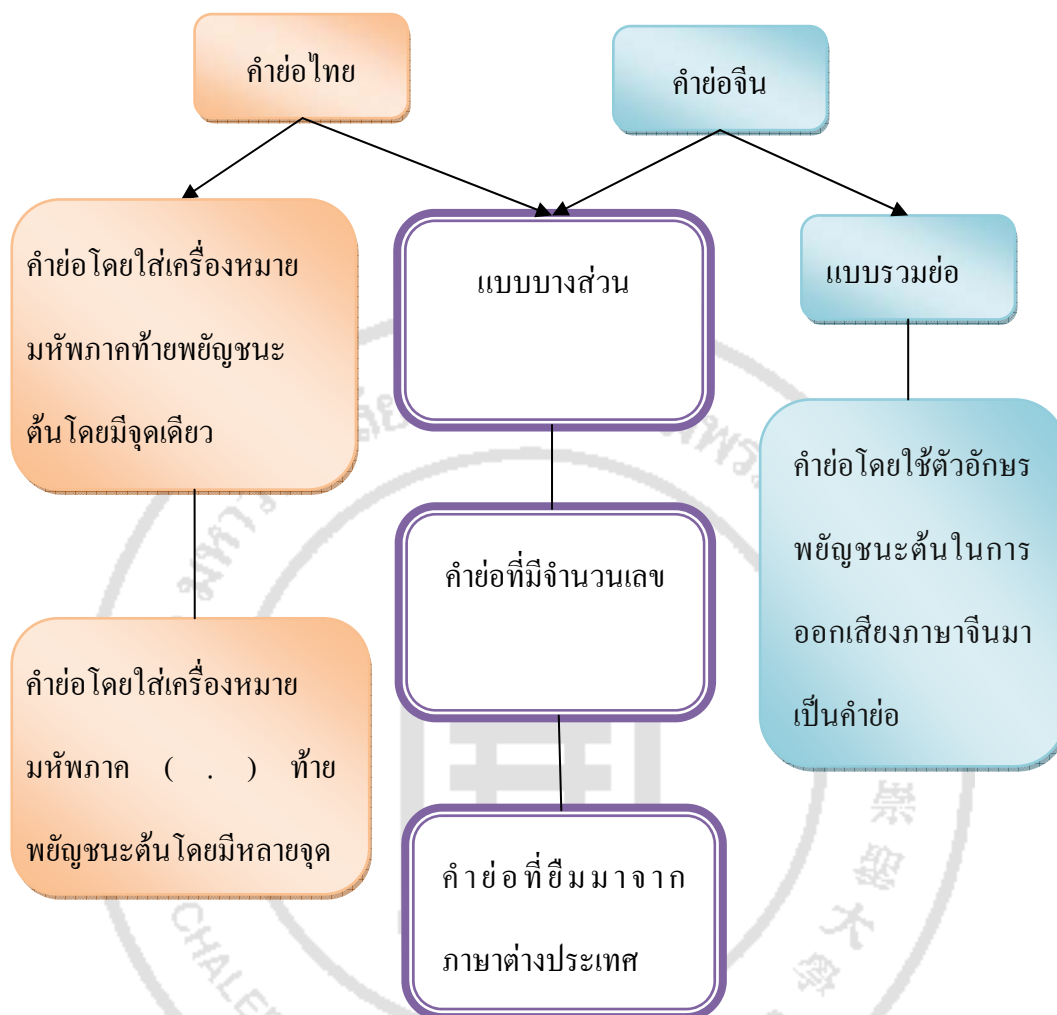 คำย่อไทย
คำย่อจีน
คำย่อโดยใส่เครื่องหมาย
มหัพภาคท้ายพยัญชนะ
ต้นโดยมีจุดเดียว
แบบบางส่วน
แบบรวมย่อ
คำย่อที่มีจำนวนเลข
คำย่อโดยใช้ตัวอักษร
พยัญชนะต้นในการ
ออกเสียงภาษาจีนมา
เป็นคำย่อ
คำย่อโดยใส่เครื่องหมาย
มหัพภาค ( . ) ท้าย
พยัญชนะต้นโดยมีหลายจุด
คำย่อที่ยืมมาจาก
ภาษาต่างประเทศ
崇聖大學